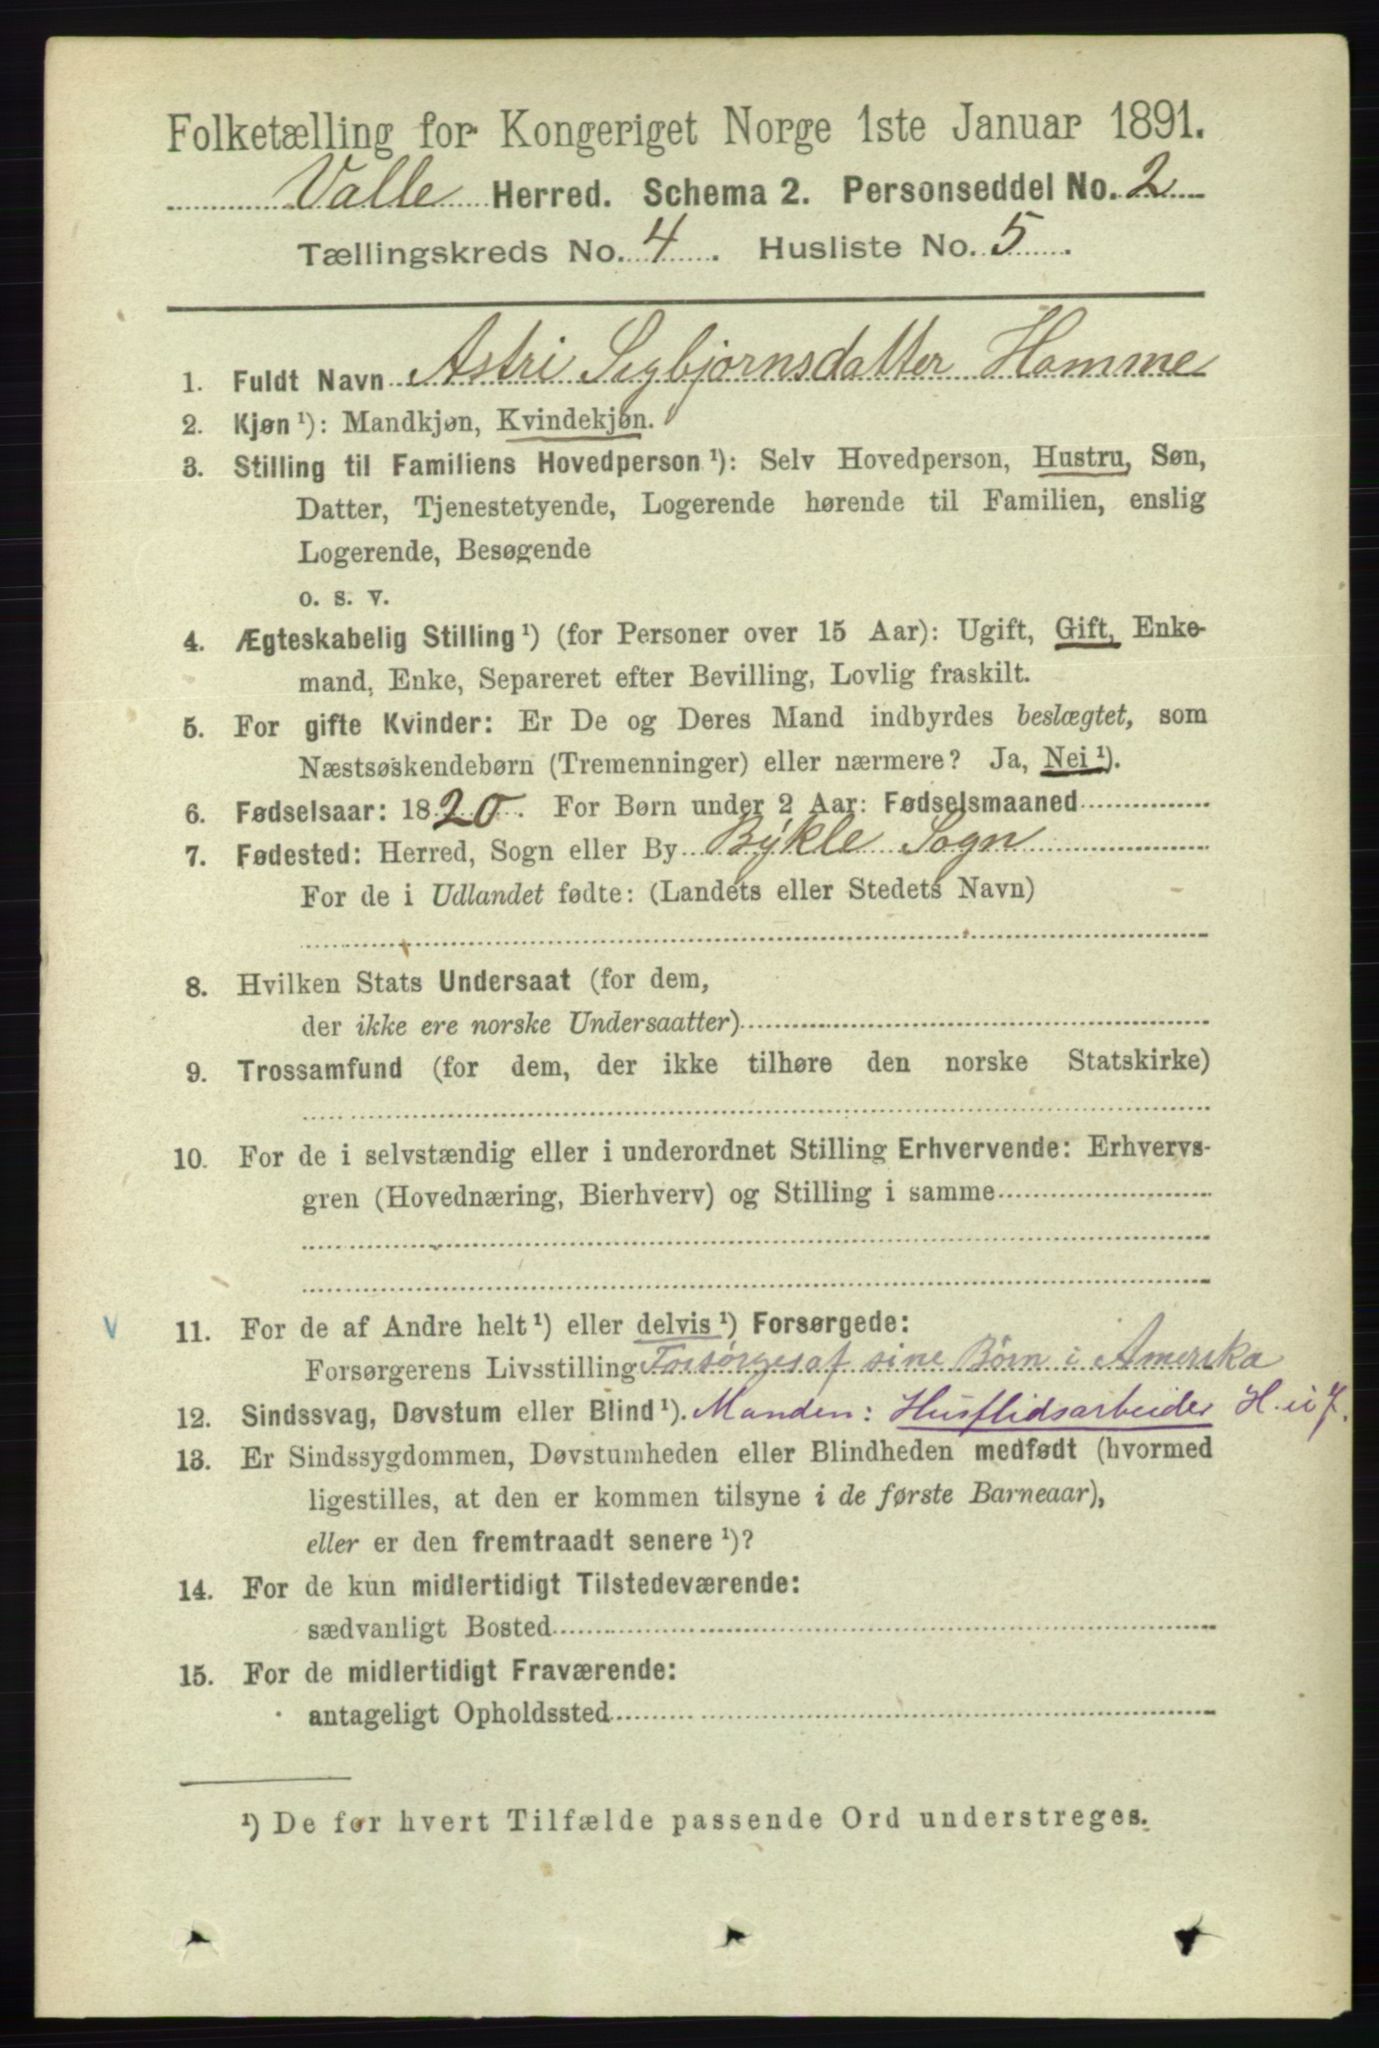 Folketælling for Kongeriget Norge 1ste Januar 1891.
Valle Herred. Schema 2. Personseddel No. 2
Tællingskreds No. 4. Husliste No. 5.
1. Fuldt Navn Astri Sigbjørnsdatter Homme
2. Kjøn ¹): Mandkjøn, Kvindekjøn.
3. Stilling til Familiens Hovedperson ¹): Selv Hovedperson, Hustru, Søn,
Datter, Tjenestetyende, Logerende hørende til Familien, enslig
Logerende, Besøgende
o. s. v.
4. Ægteskabelig Stilling ¹) (for Personer over 15 Aar): Ugift, Gift, Enke-
mand, Enke, Separeret efter Bevilling, Lovlig fraskilt.
5. For gifte Kvinder: Er De og Deres Mand indbyrdes beslægtet, som
Næstsøskendebørn (Tremenninger) eller nærmere? Ja, Nei ¹).
6. Fødselsaar: 1820. For Børn under 2 Aar: Fødselsmaaned
7. Fødested: Herred, Sogn eller By Bykle Sogn
For de i Udlandet fødte: (Landets eller Stedets Navn)
8. Hvilken Stats Undersaat (for dem,
der ikke ere norske Undersaatter)
9. Trossamfund (for dem, der ikke tilhøre den norske Statskirke)
10. For de i selvstændig eller i underordnet Stilling Erhvervende: Erhvervs-
gren (Hovednæring, Bierhverv) og Stilling i samme
V 11. For de af Andre helt ¹) eller delvis ¹) Forsørgede:
Forsørgerens Livsstilling Forsørges af sine Børn i Amerika
12. Sindssvag, Døvstum eller Blind ¹). Manden: Husflidsarbeider
13. Er Sindssygdommen, Døvstumheden eller Blindheden medfødt (hvormed
ligestilles, at den er kommen tilsyne i de første Barneaar),
eller er den fremtraadt senere ¹)?
14. For de kun midlertidigt Tilstedeværende:
sædvanligt Bosted
15. For de midlertidigt Fraværende:
antageligt Opholdssted
¹) De for hvert Tilfælde passende Ord understreges.